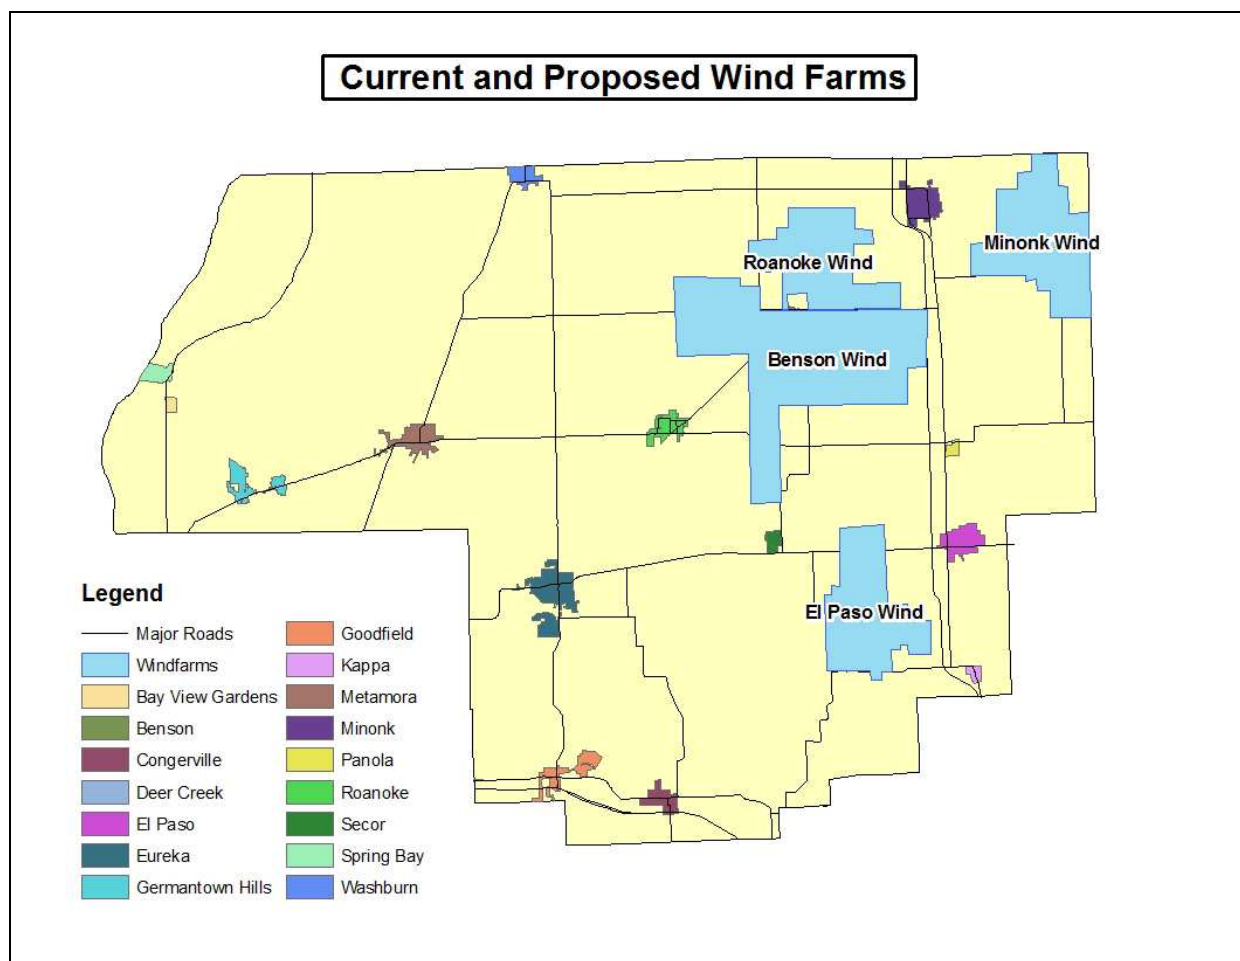 Current and Proposed Wind Farms
Minonk Wind
Roanoke Wind
Benson Wind
El Paso Wind
Legend
Major Roads
Windfarms
Bay View Gardens
Benson
Congerville
Deer Creek
El Paso
Eureka
Germantown Hills
Goodfield
Kappa
Metamora
Minonk
Panola
Roanoke
Secor
Spring Bay
Washburn